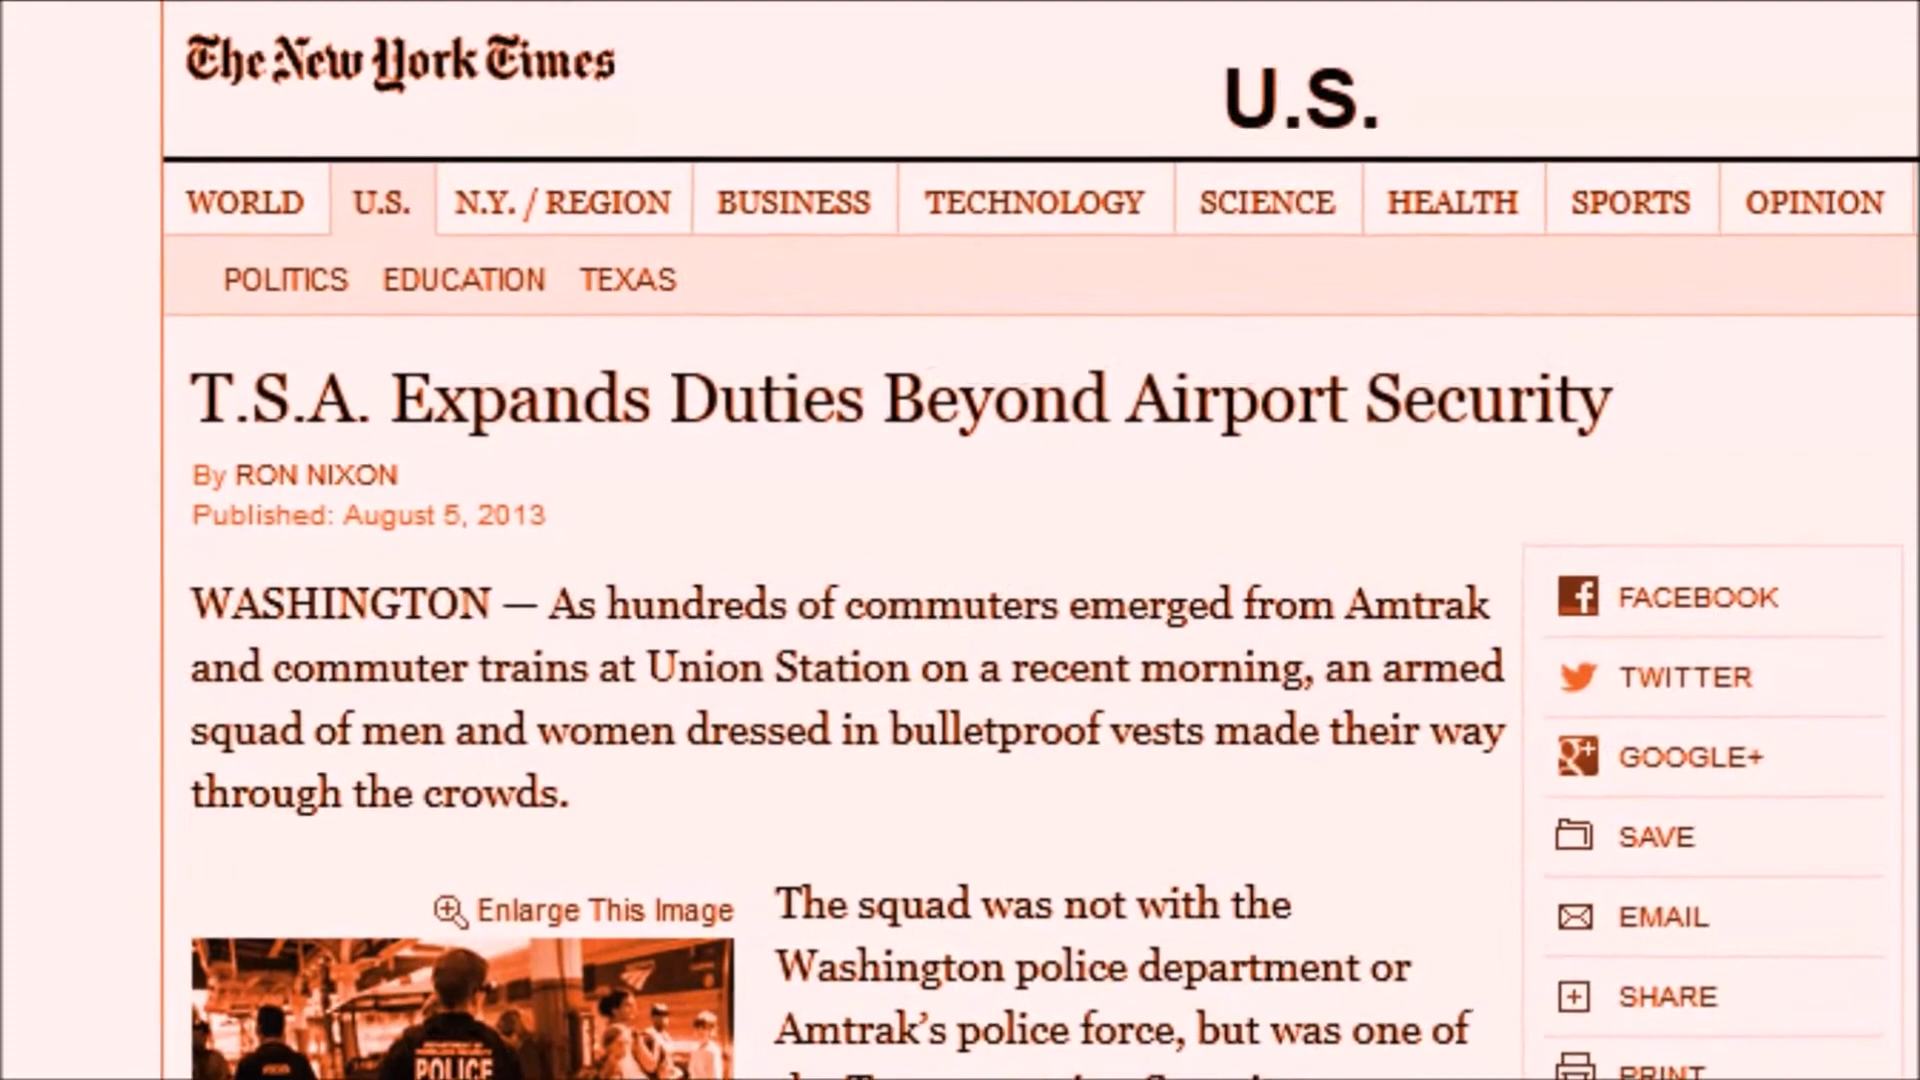 The New York Times
U.S.
WORLD U.S. N.Y. / REGION BUSINESS TECHNOLOGY SCIENCE HEALTH SPORTS OPINION
POLITICS EDUCATION TEXAS
T.S.A. Expands Duties Beyond Airport Security
By RON NIXON
Published: August 5, 2013
WASHINGTON — As hundreds of commuters emerged from Amtrak
and commuter trains at Union Station on a recent morning, an armed
squad of men and women dressed in bulletproof vests made their way
through the crowds.
Enlarge This Image
POLICE
The squad was not with the
Washington police department or
Amtrak’s police force, but was one of
FACEBOOK
TWITTER
GOOGLE+
SAVE
EMAIL
SHARE
PRINT